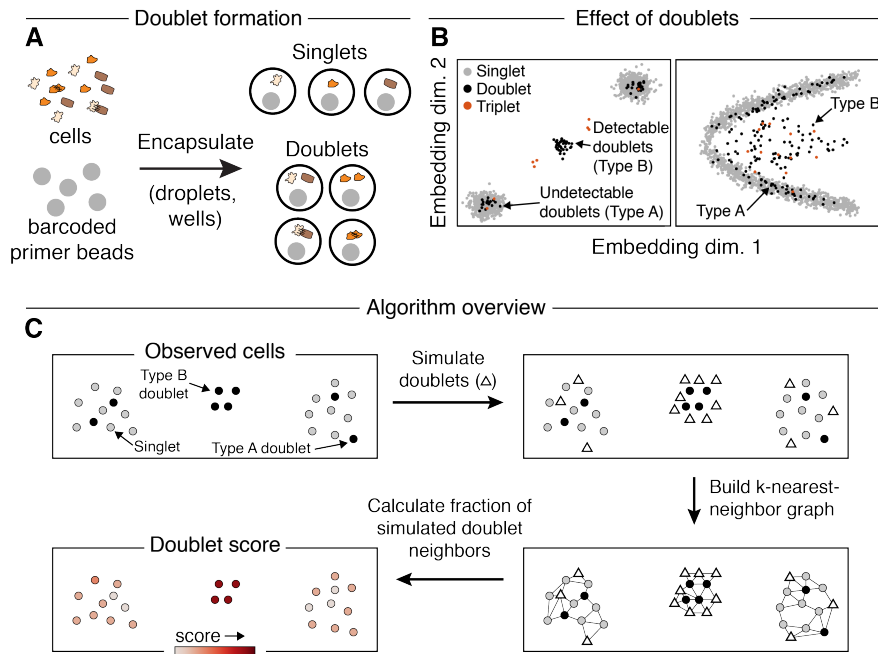 Doublet formation
A
Singlets
cells
Encapsulate
(droplets,
wells)
Doublets
barcoded
primer beads
Effect of doublets
B
Embedding dim. 2
Singlet
Doublet
Triplet
Detectable
doublets
(Type B)
Undetectable
doublets (Type A)
Type B
Type A
Embedding dim. 1
Algorithm overview
C
Observed cells
Type B
doublet
Singlet
Type A doublet
Simulate
doublets (△)
Build k-nearest-
neighbor graph
Calculate fraction of
simulated doublet
neighbors
Doublet score
score